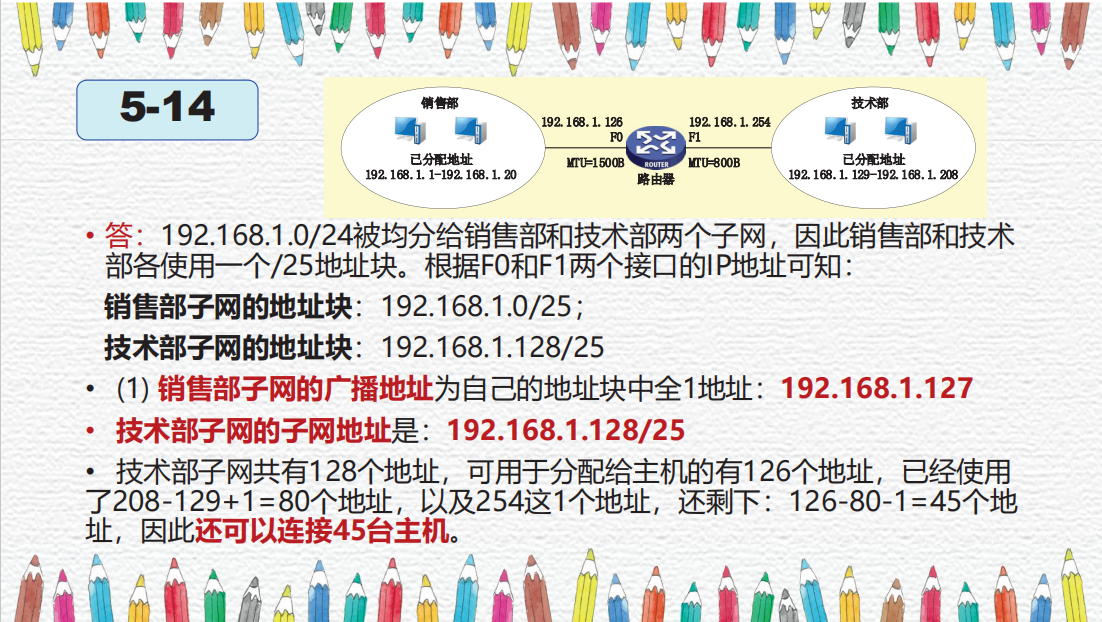 5-14
销售部
技术部
192.168.1.126
192.168.1.254
F0
F1
已分配地址
已分配地址
192.168.1.1-192.168.1.20
MTU=1500B
ROUTER
MTU=800B
192.168.1.129-192.168.1.208
路由器
• 答：192.168.1.0/24被均分给销售部和技术部两个子网，因此销售部和技术
部各使用一个/25地址块。根据F0和F1两个接口的IP地址可知：
销售部子网的地址块：192.168.1.0/25；
技术部子网的地址块：192.168.1.128/25
• (1) 销售部子网的广播地址为自己的地址块中全1地址：192.168.1.127
• 技术部子网的子网地址是：192.168.1.128/25
• 技术部子网共有128个地址，可用于分配给主机的有126个地址，已经使用
了208-129+1=80个地址，以及254这1个地址，还剩下：126-80-1=45个地
址，因此还可以连接45台主机。